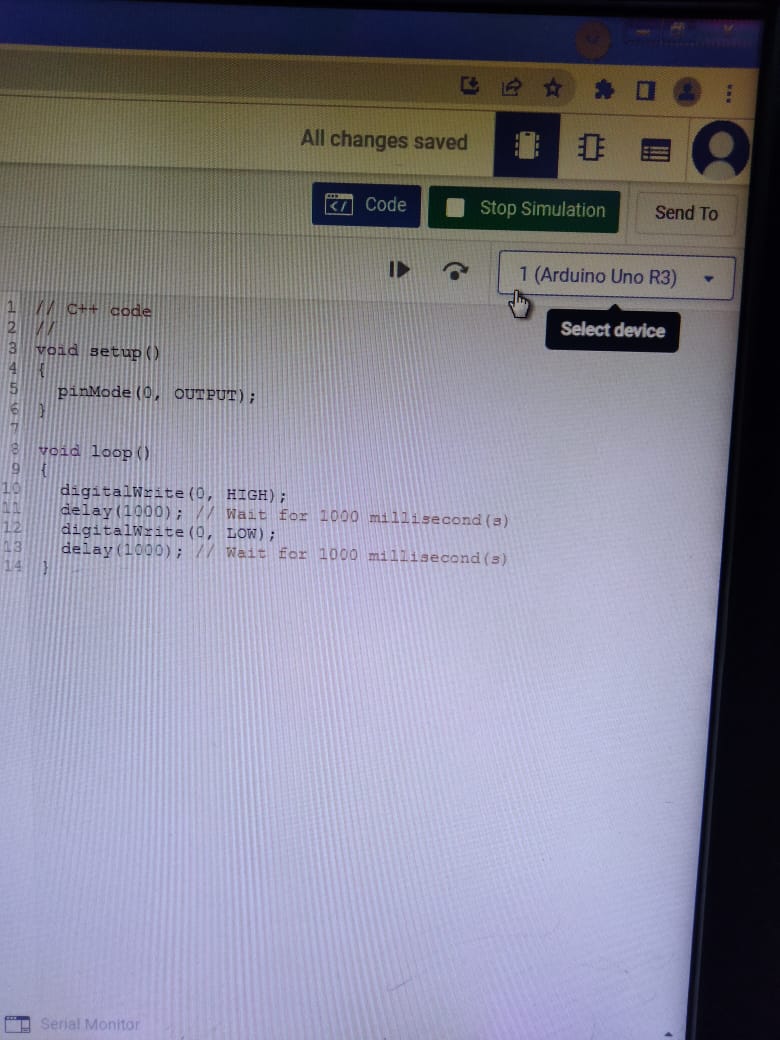 All changes saved
Code
Stop Simulation
Send To
1 (Arduino Uno R3)
Select device
1 // C++ code
2 //
3 void setup()
4 {
5 pinMode(0, OUTPUT);
6 }
7
8 void loop()
9 {
10 digitalWrite(0, HIGH);
11 delay(1000); // Wait for 1000 millisecond(s)
12 digitalWrite(0, LOW);
13 delay(1000); // Wait for 1000 millisecond(s)
14 }
Serial Monitor